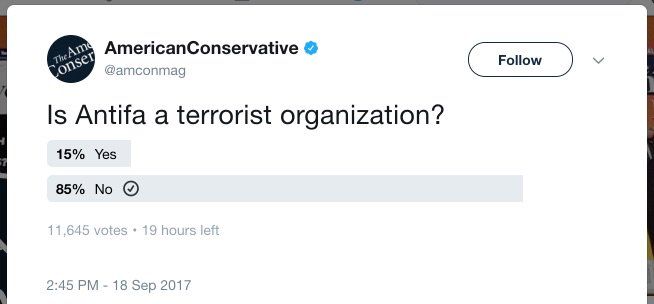 The Ame
Conser
AmericanConservative
@amconmag
Follow
Is Antifa a terrorist organization?
15% Yes
85% No
11,645 votes • 19 hours left
2:45 PM - 18 Sep 2017